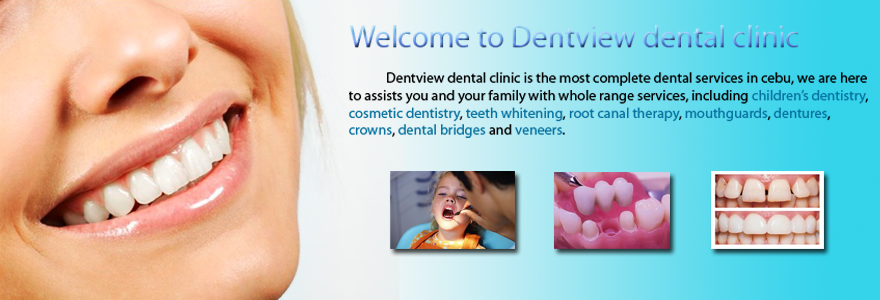 Welcome to Dentview dental clinic
Dentview dental clinic is the most complete dental services in cebu, we are here
to assists you and your family with whole range services, including children's dentistry,
cosmetic dentistry, teeth whitening, root canal therapy, mouthguards, dentures,
crowns, dental bridges and veneers.